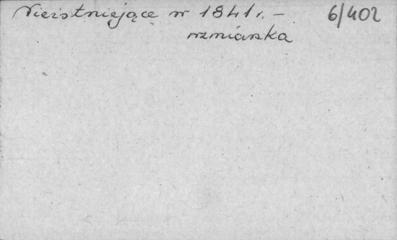 Nieistniejące w 1841 r. – 6/402
wzmianka